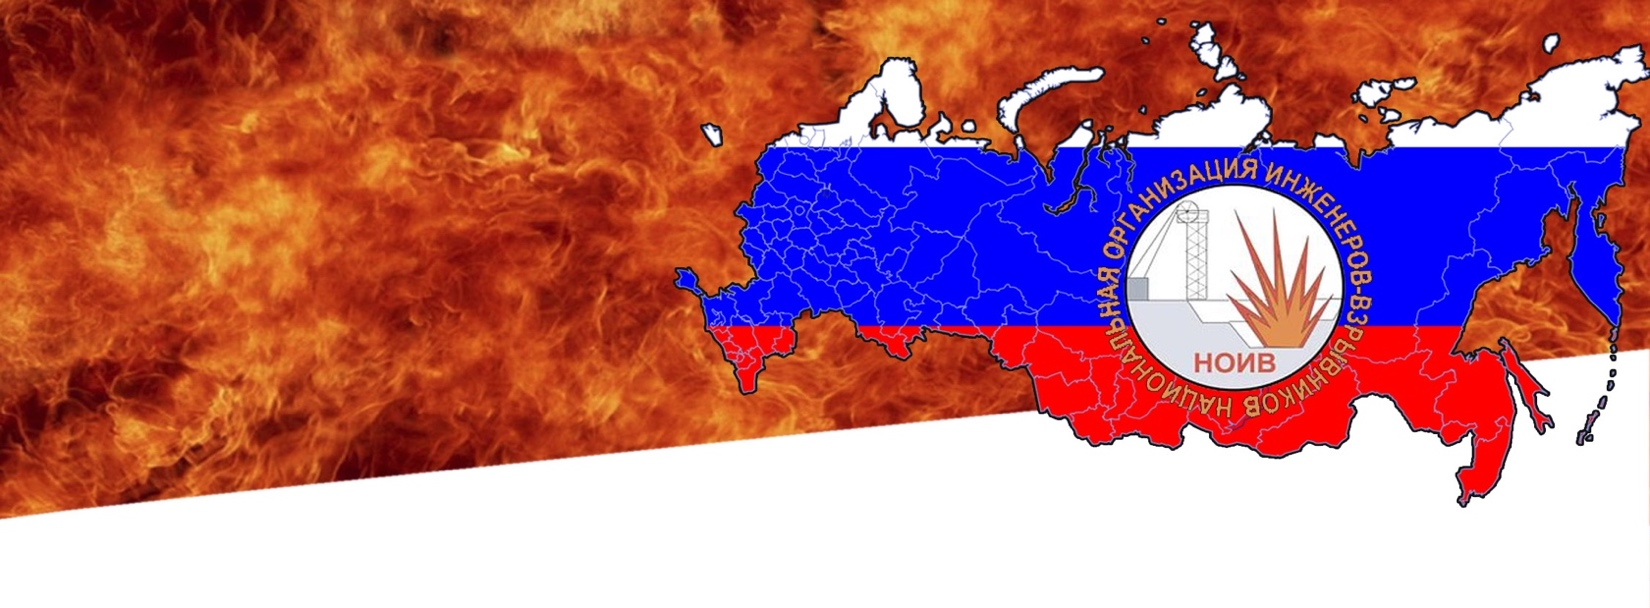 НАЦИОНАЛЬНАЯ ОРГАНИЗАЦИЯ ИНЖЕНЕРОВ-ВЗРЫВНИКОВ
НОИВ